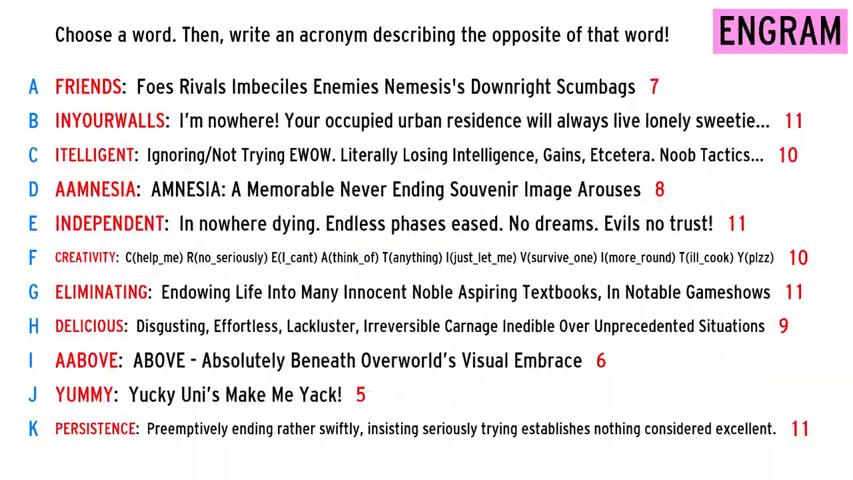 Choose a word. Then, write an acronym describing the opposite of that word!
ENGRAM
A FRIENDS: Foes Rivals Imbeciles Enemies Nemesis's Downright Scumbags 7
B INYOURWALLS: I'm nowhere! Your occupied urban residence will always live lonely sweetie... 11
C ITELLIGENT: Ignoring/Not Trying EWOW. Literally Losing Intelligence, Gains, Etcetera. Noob Tactics... 10
D AAMNESIA: AMNESIA: A Memorable Never Ending Souvenir Image Arouses 8
E INDEPENDENT: In nowhere dying. Endless phases eased. No dreams. Evils no trust! 11
F CREATIVITY: C(help_me) R(no_seriously) E(I_cant) A(think_of) T(anything) I(just_let_me) V(survive_one) I(more_round) T(ill_cook) Y(plzz) 10
G ELIMINATING: Endowing Life Into Many Innocent Noble Aspiring Textbooks, In Notable Gameshows 11
H DELICIOUS: Disgusting, Effortless, Lackluster, Irreversible Carnage Inedible Over Unprecedented Situations 9
I AABOVE: ABOVE - Absolutely Beneath Overworld's Visual Embrace 6
J YUMMY: Yucky Uni's Make Me Yack! 5
K PERSISTENCE: Preemptively ending rather swiftly, insisting seriously trying establishes nothing considered excellent. 11